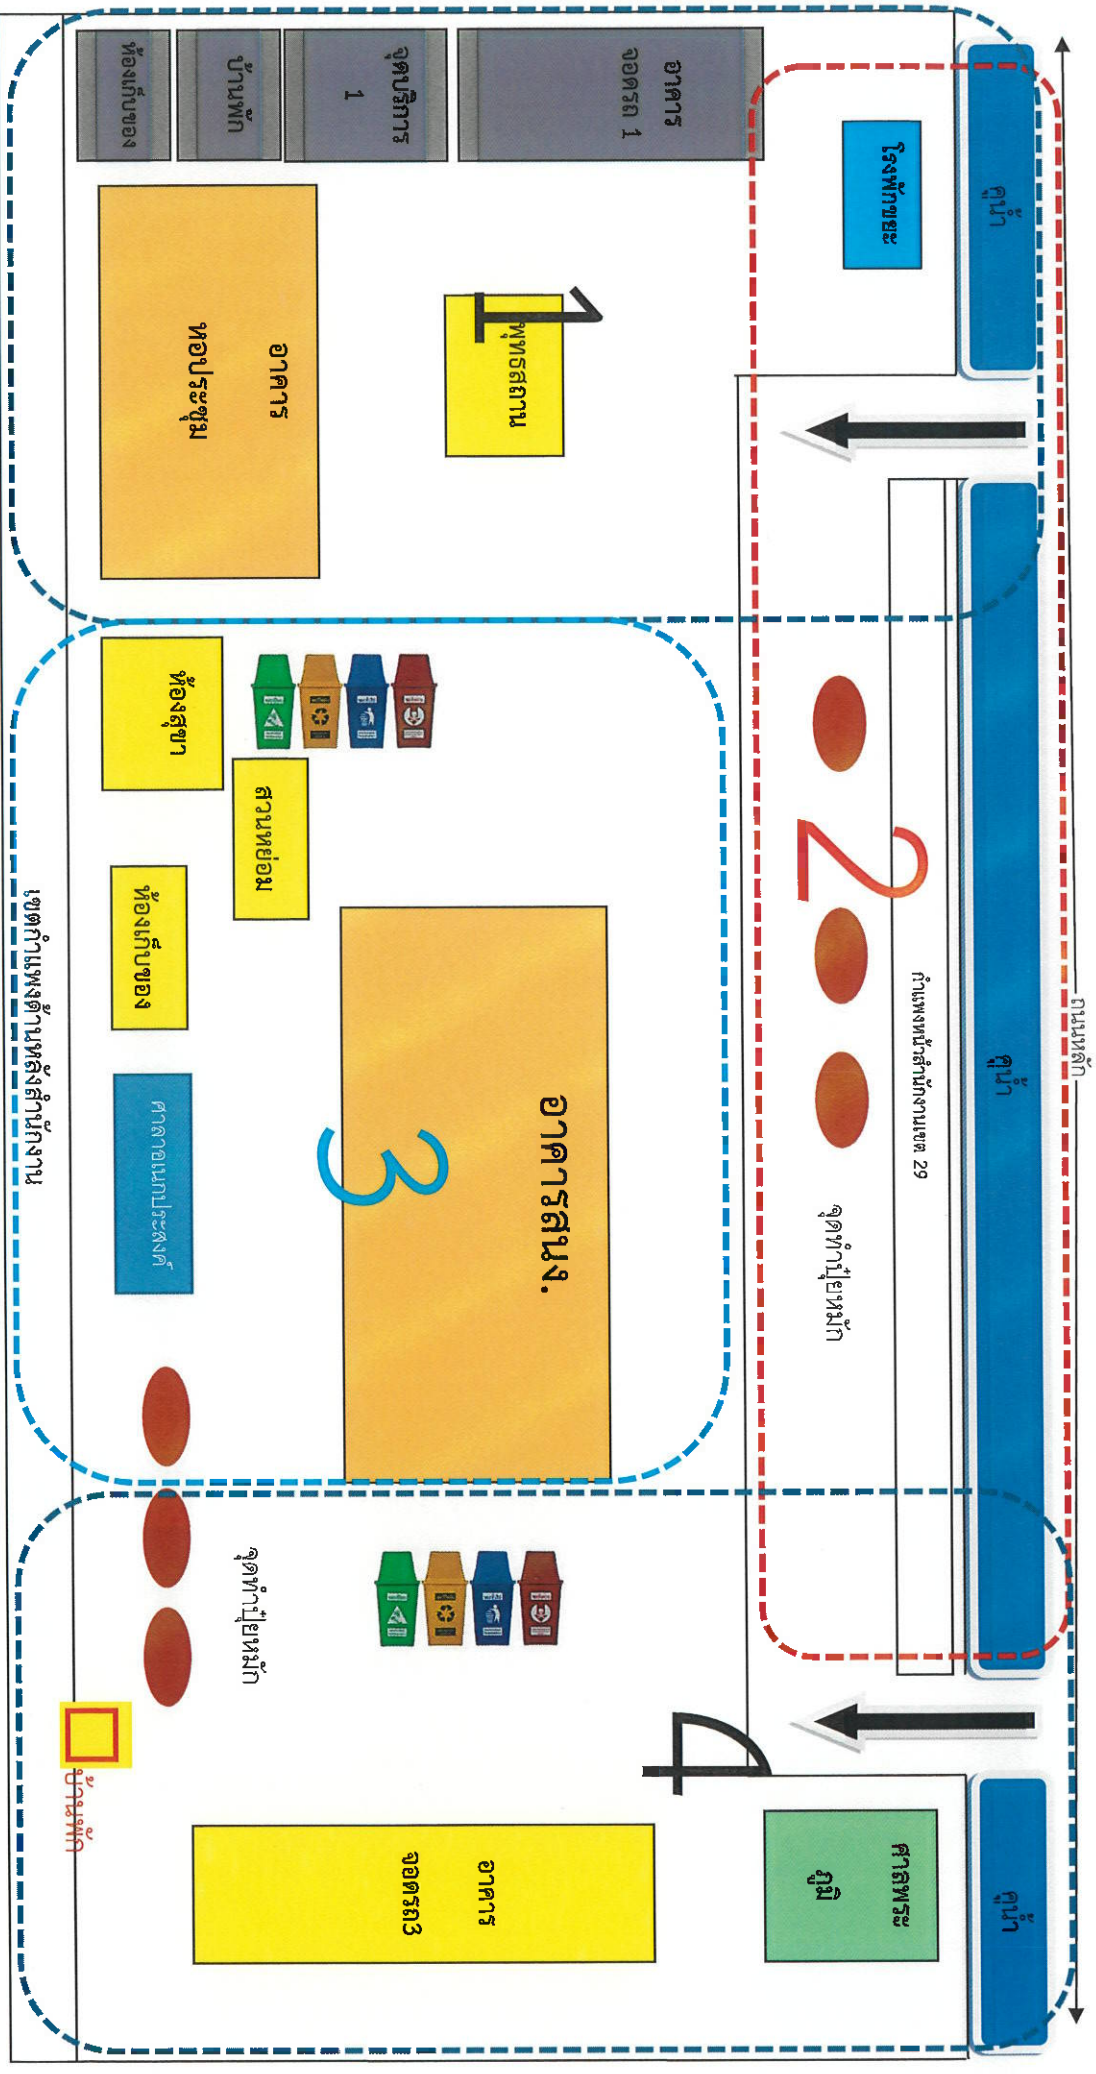 ถนนหลัก
คูน้ำ
คูน้ำ
คูน้ำ
โรงพักขยะ
กำแพงหน้าสำนักงานเขต 29
2
จุดทำปุ๋ยหมัก
ศาลพระ
ภูมิ
อาคาร
จอดรถ 1
จุดบริการ
1
บ้านพัก
ห้องเก็บของ
1
พุทธสถาน
อาคาร
หอประชุม
อาคารสนง.
3
4
สวนหย่อม
ห้องสุขา
ห้องเก็บของ
ศาลาอเนกประสงค์
จุดทำปุ๋ยหมัก
อาคาร
จอดรถ3
บ้านพัก
เขตกำแพงด้านหลังสำนักงาน